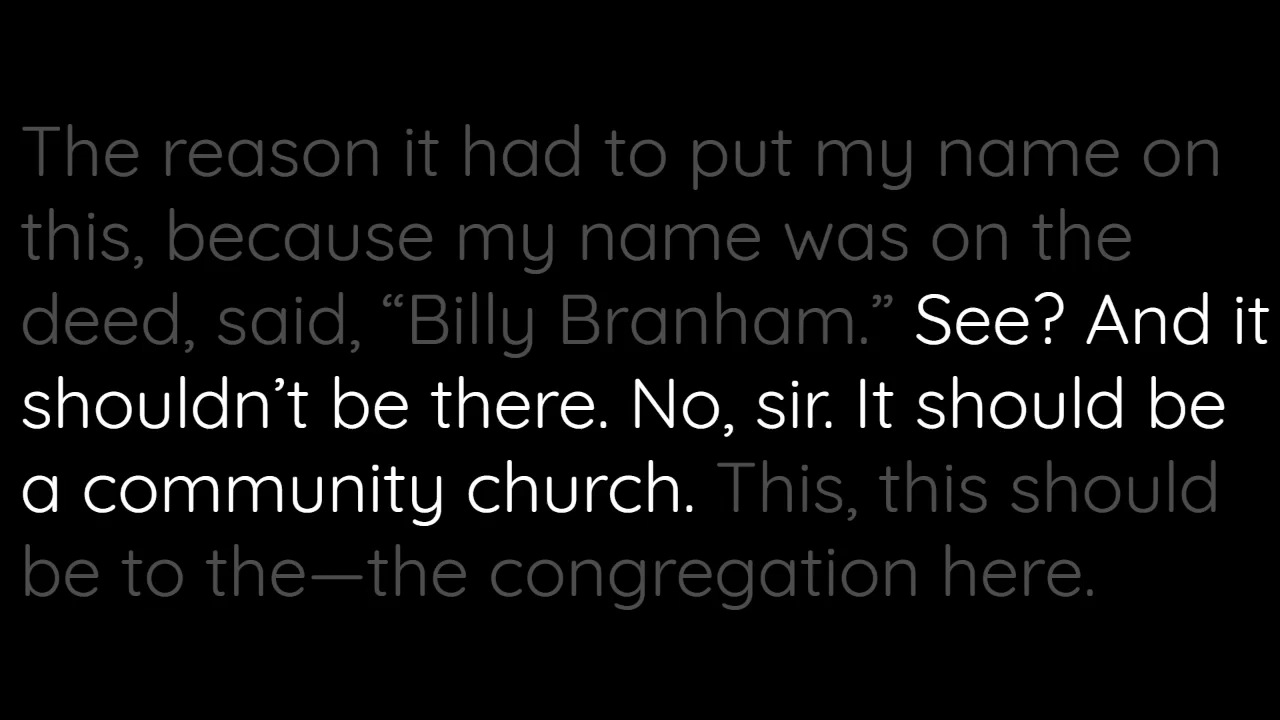 The reason it had to put my name on
this, because my name was on the
deed, said, “Billy Branham.” See? And it
shouldn’t be there. No, sir. It should be
a community church. This, this should
be to the—the congregation here.